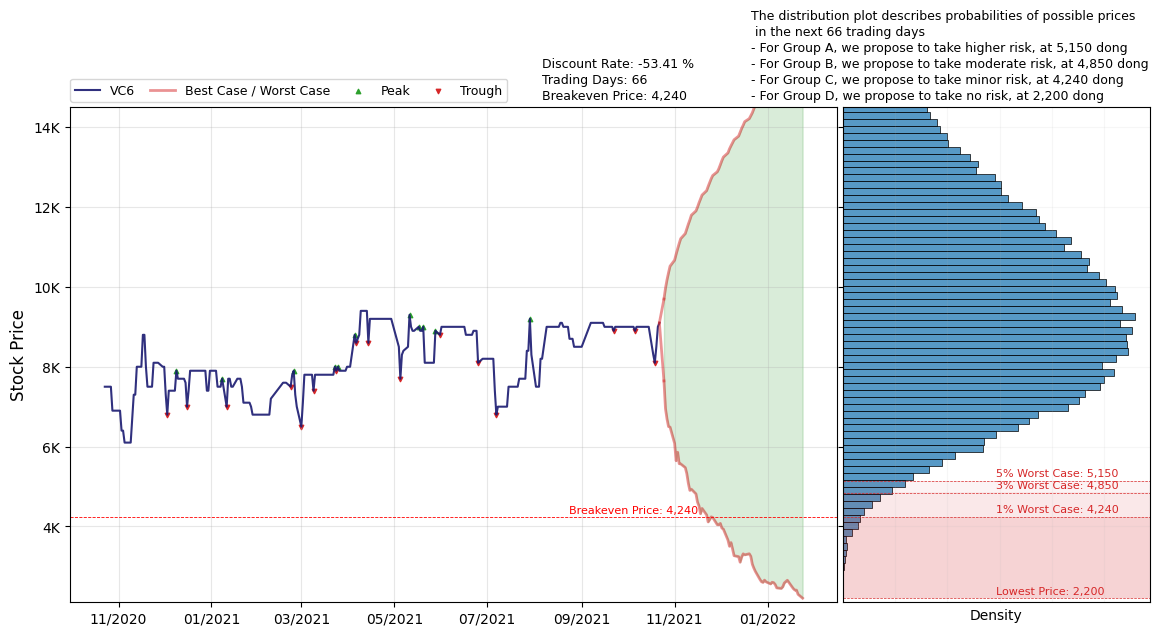 The distribution plot describes probabilities of possible prices
in the next 66 trading days
- For Group A, we propose to take higher risk, at 5,150 dong
- For Group B, we propose to take moderate risk, at 4,850 dong
- For Group C, we propose to take minor risk, at 4,240 dong
- For Group D, we propose to take no risk, at 2,200 dong
Discount Rate: -53.41 %
Trading Days: 66
Breakeven Price: 4,240
VC6
Best Case / Worst Case
Peak
Trough
Stock Price
14K
12K
10K
8K
6K
4K
Breakeven Price: 4,240
11/2020
01/2021
03/2021
05/2021
07/2021
09/2021
11/2021
01/2022
5% Worst Case: 5,150
3% Worst Case: 4,850
1% Worst Case: 4,240
Lowest Price: 2,200
Density